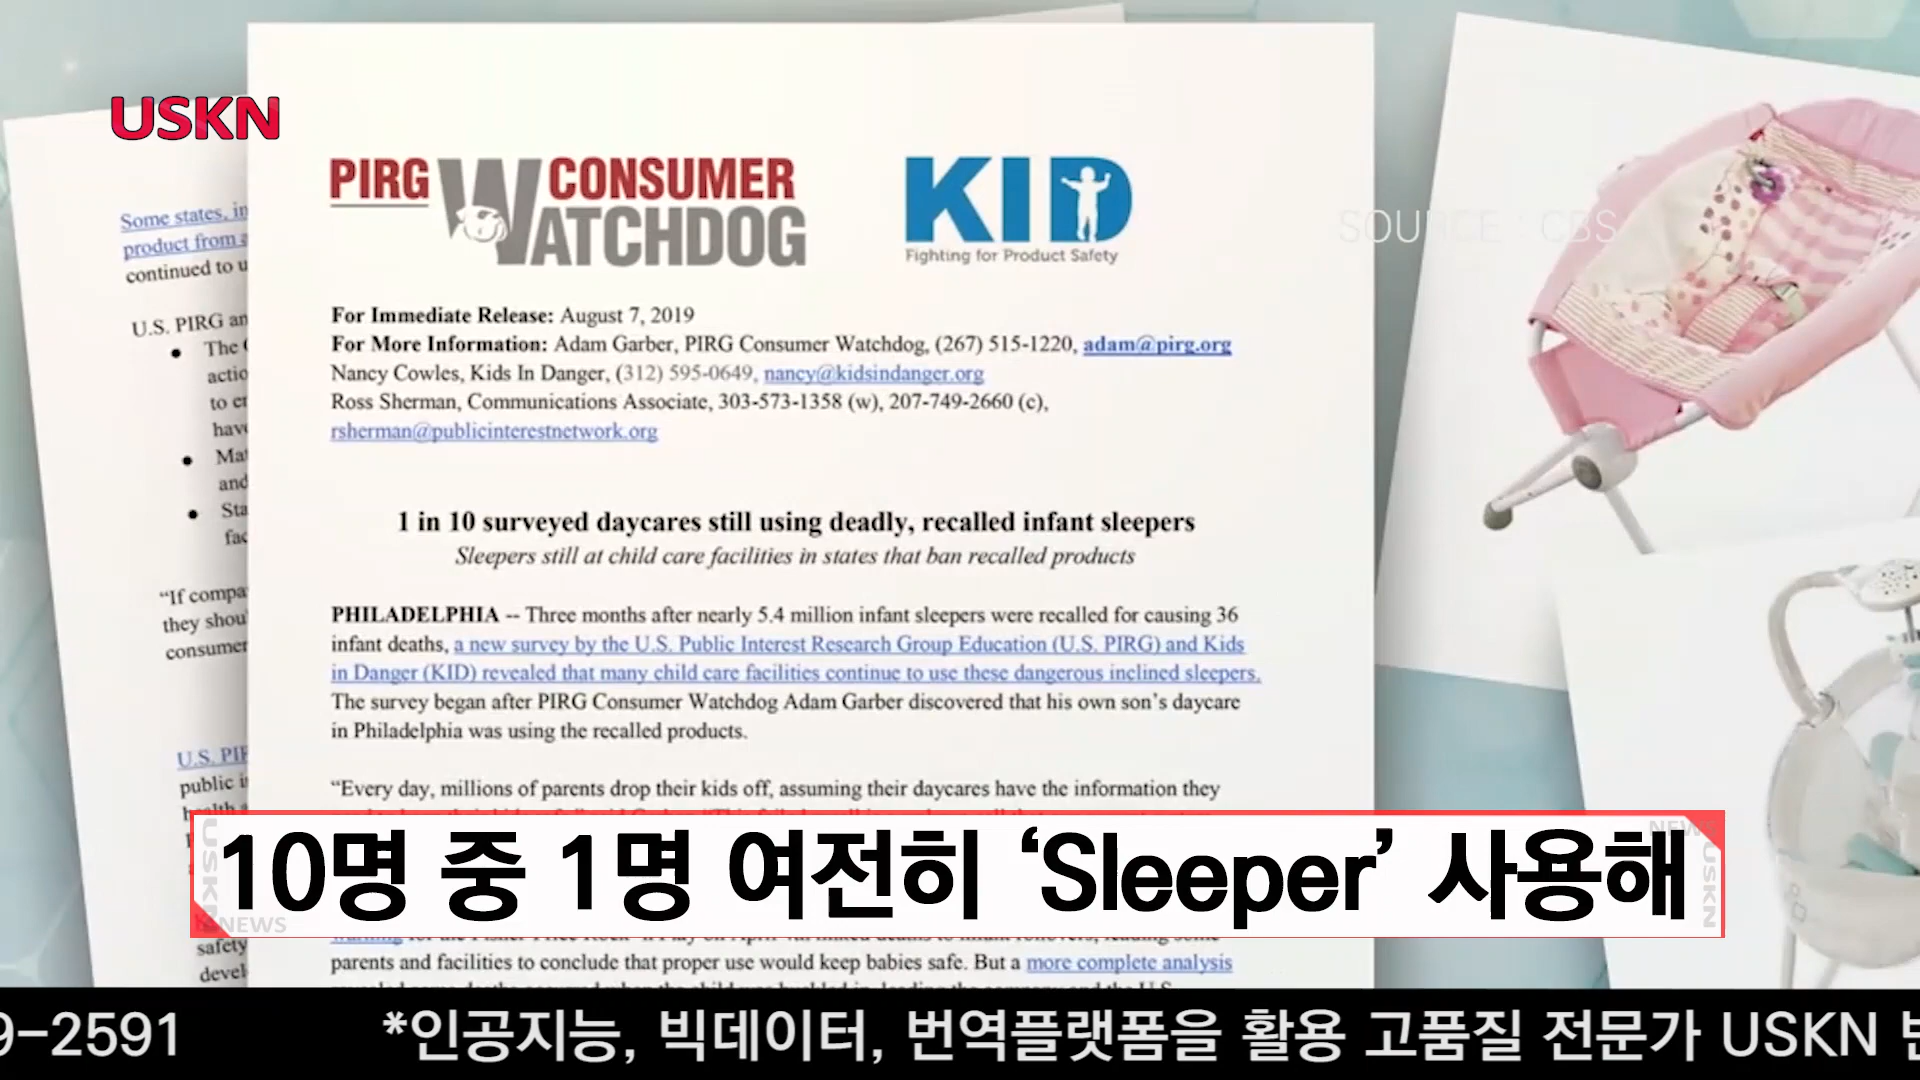 USKN
PIRG CONSUMER
WATCHDOG
KID
Fighting for Product Safety
SOURCE : CBS
Some states, in
product from a
continued to u
U.S. PIRG an
• The
actio
to
have
• Mat
and
• Sta
fac
“If compa
they shou
consumer
U.S. PIR
public i
safety
devel
For Immediate Release: August 7, 2019
For More Information: Adam Garber, PIRG Consumer Watchdog, (267) 515-1220, adam@pirg.org
Nancy Cowles, Kids In Danger, (312) 595-0649, nancy@kidsindanger.org
Ross Sherman, Communications Associate, 303-573-1358 (w), 207-749-2660 (c),
rsherman@publicinterestnetwork.org
1 in 10 surveyed daycares still using deadly, recalled infant sleepers
Sleepers still at child care facilities in states that ban recalled products
PHILADELPHIA -- Three months after nearly 5.4 million infant sleepers were recalled for causing 36
infant deaths, a new survey by the U.S. Public Interest Research Group Education (U.S. PIRG) and Kids
in Danger (KID) revealed that many child care facilities continue to use these dangerous inclined sleepers.
The survey began after PIRG Consumer Watchdog Adam Garber discovered that his own son’s daycare
in Philadelphia was using the recalled products.
“Every day, millions of parents drop their kids off, assuming their daycares have the information they
10명 중 1명 여전히 ‘Sleeper’ 사용해
USKN NEWS
NEWS USKN
parents and facilities to conclude that proper use would keep babies safe. But a more complete analysis
9-2591 *인공지능, 빅데이터, 번역플랫폼을 활용 고품질 전문가 USKN